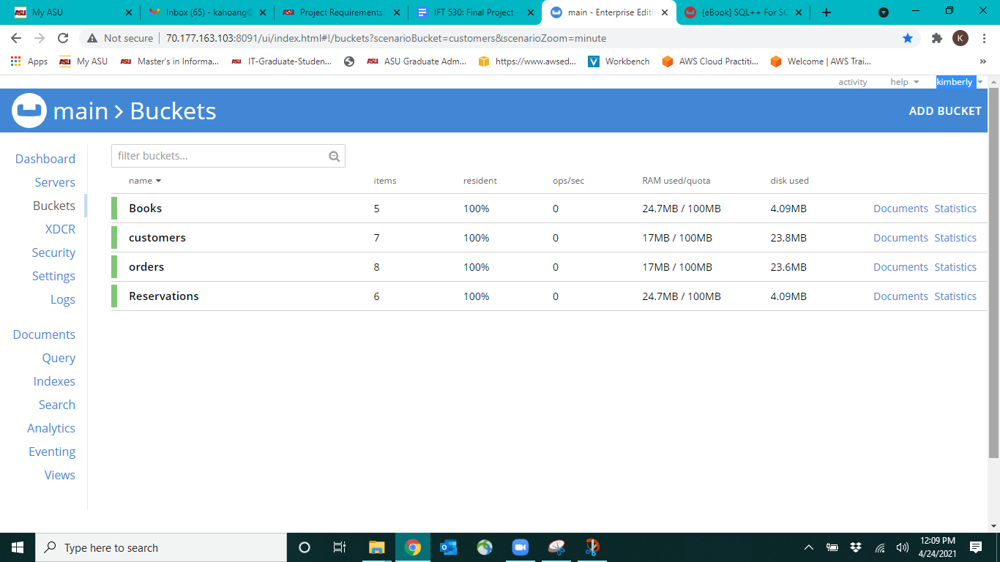 My ASU
Inbox (65) - kahoang@
Project Requirements:
IFT 530: Final Project -
main - Enterprise Editi
[eBook] SQL++ For SQ
Not secure | 70.177.163.103:8091/ui/index.html#!/buckets?scenarioBucket=customers&scenarioZoom=minute
K
Apps
My ASU
Master's in Informa...
IT-Graduate-Studen...
ASU Graduate Adm...
https://www.awsed...
Workbench
AWS Cloud Practiti...
Welcome | AWS Trai...
»
activity help kimberly
main > Buckets
ADD BUCKET
Dashboard
Servers
Buckets
XDCR
Security
Settings
Logs
Documents
Query
Indexes
Search
Analytics
Eventing
Views
filter buckets...
name items resident ops/sec RAM used/quota disk used
Books 5 100% 0 24.7MB / 100MB 4.09MB Documents Statistics
customers 7 100% 0 17MB / 100MB 23.8MB Documents Statistics
orders 8 100% 0 17MB / 100MB 23.6MB Documents Statistics
Reservations 6 100% 0 24.7MB / 100MB 4.09MB Documents Statistics
Type here to search
12:09 PM
4/24/2021